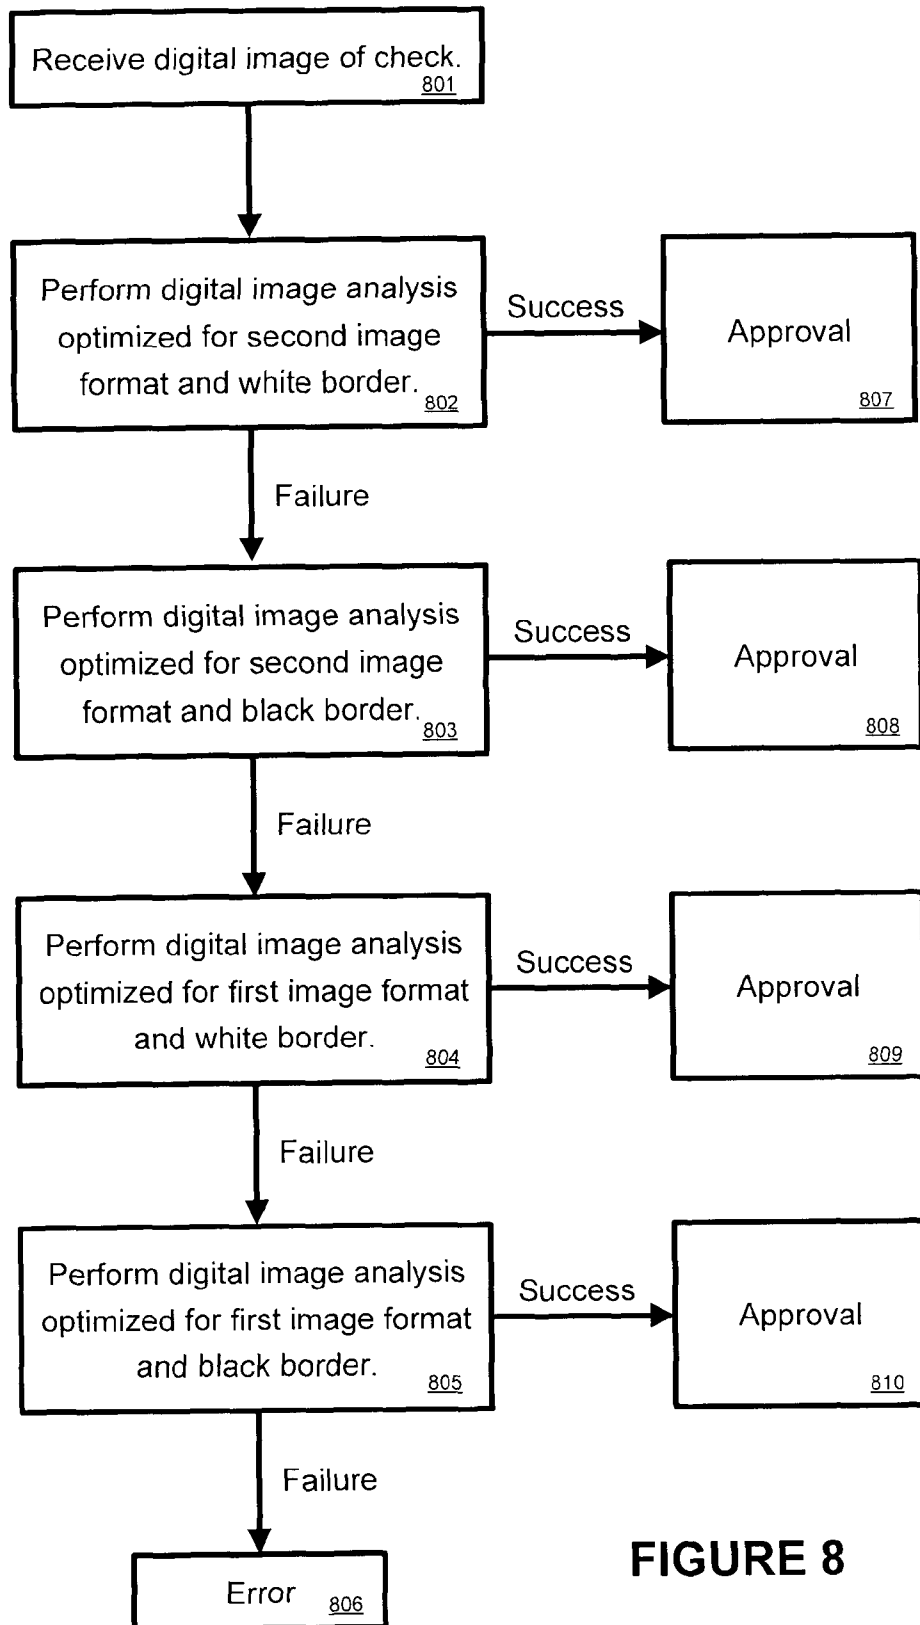 Receive digital image of check.
801
Perform digital image analysis
optimized for second image
format and white border.
802
Success
Approval
807
Failure
Perform digital image analysis
optimized for second image
format and black border.
803
Success
Approval
808
Failure
Perform digital image analysis
optimized for first image format
and white border.
804
Success
Approval
809
Failure
Perform digital image analysis
optimized for first image format
and black border.
805
Success
Approval
810
Failure
Error
806
FIGURE 8